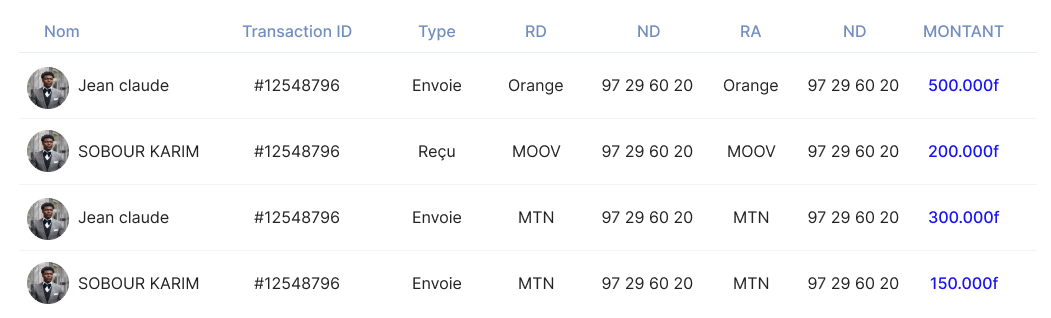 Nom Transaction ID Type RD ND RA ND MONTANT
Jean claude #12548796 Envoie Orange 97 29 60 20 Orange 97 29 60 20 500.000f
SOBOUR KARIM #12548796 Reçu MOOV 97 29 60 20 MOOV 97 29 60 20 200.000f
Jean claude #12548796 Envoie MTN 97 29 60 20 MTN 97 29 60 20 300.000f
SOBOUR KARIM #12548796 Envoie MTN 97 29 60 20 MTN 97 29 60 20 150.000f